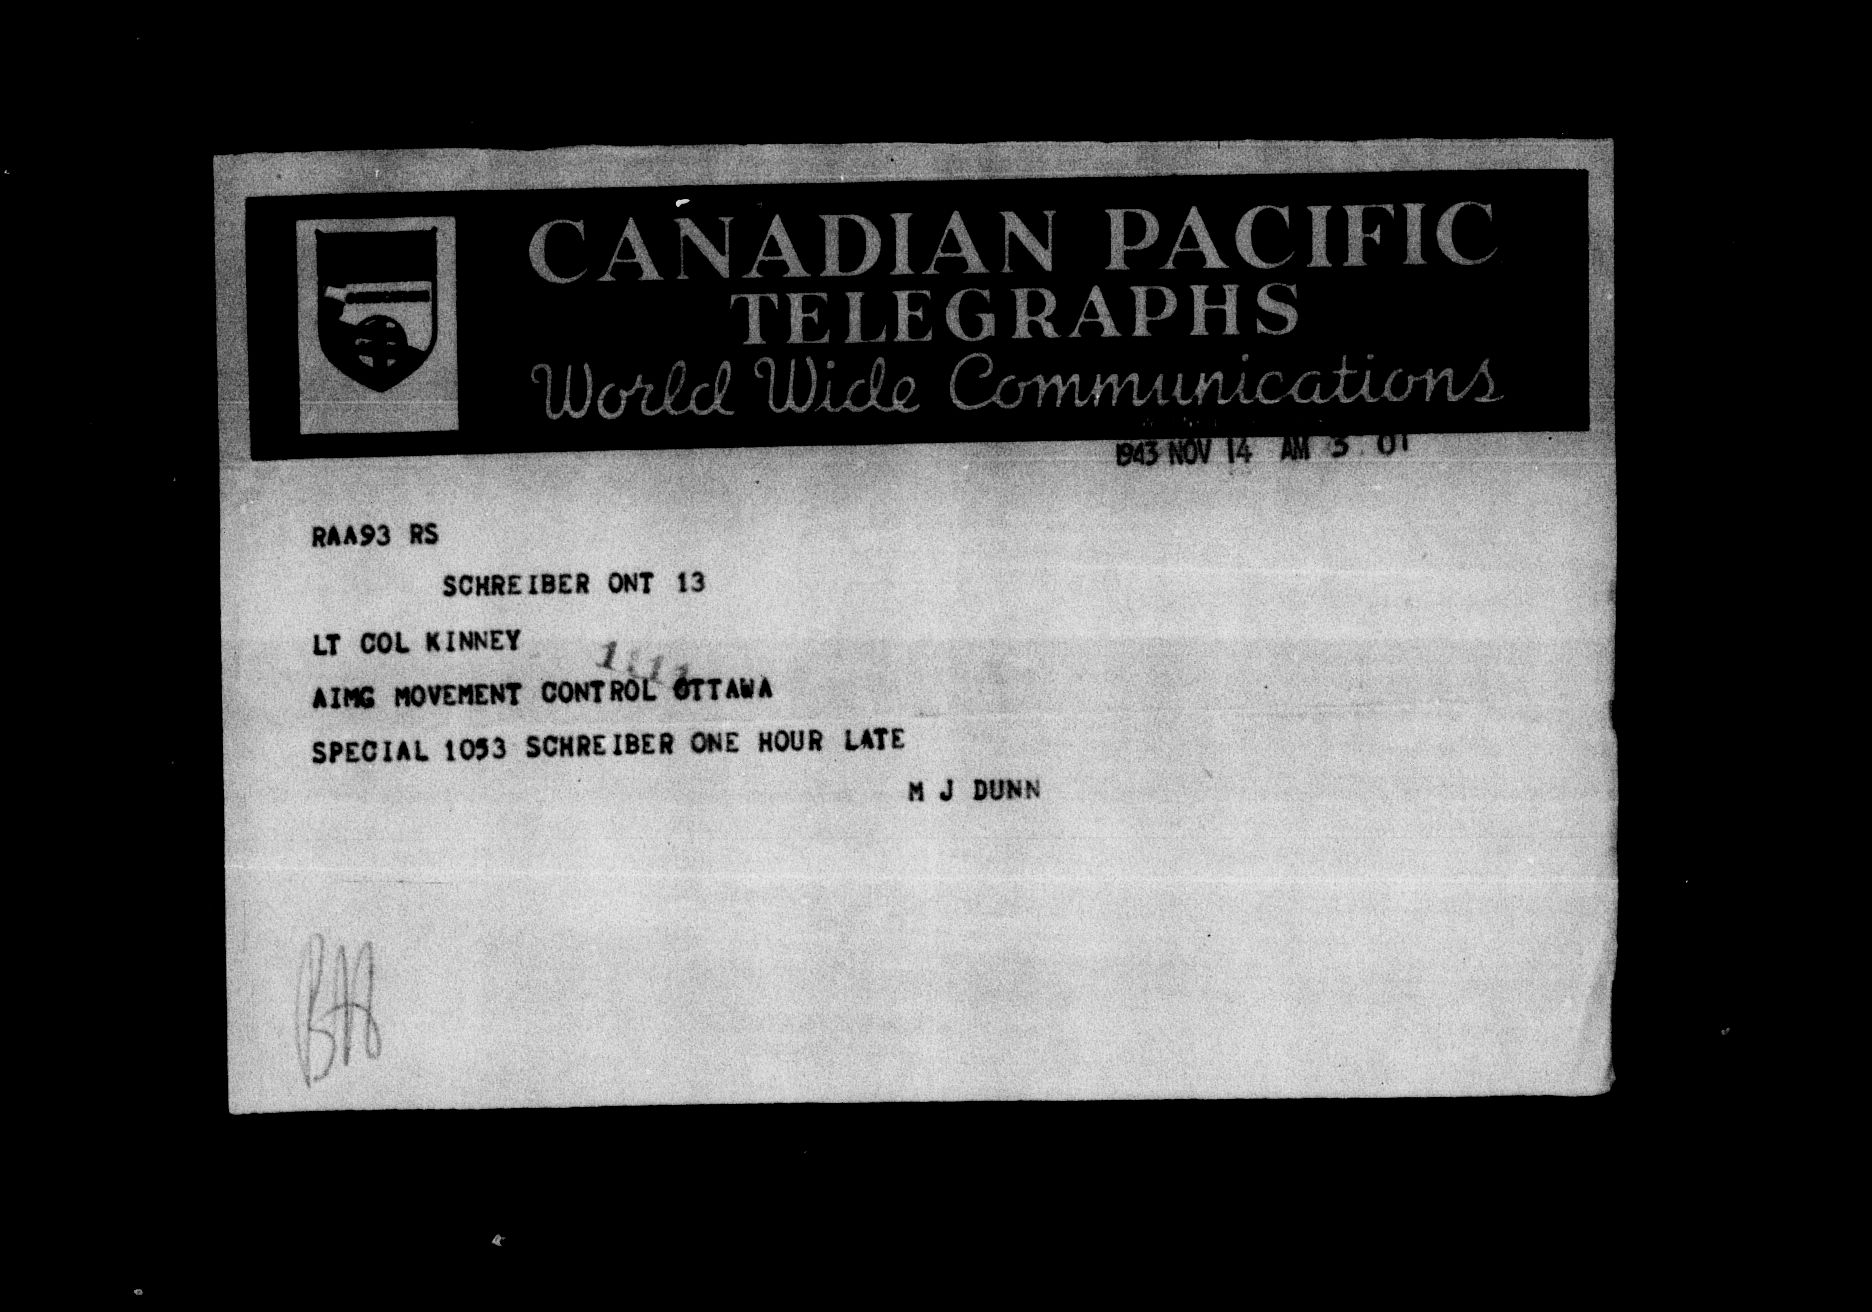 CANADIAN PACIFIC
TELEGRAPHS
World Wide Communications
1943 NOV 14 AM 3 01
RAA93 RS
SCHREIBER ONT 13
LT COL KINNEY
AIMG MOVEMENT CONTROL OTTAWA
SPECIAL 1053 SCHREIBER ONE HOUR LATE
M J DUNN